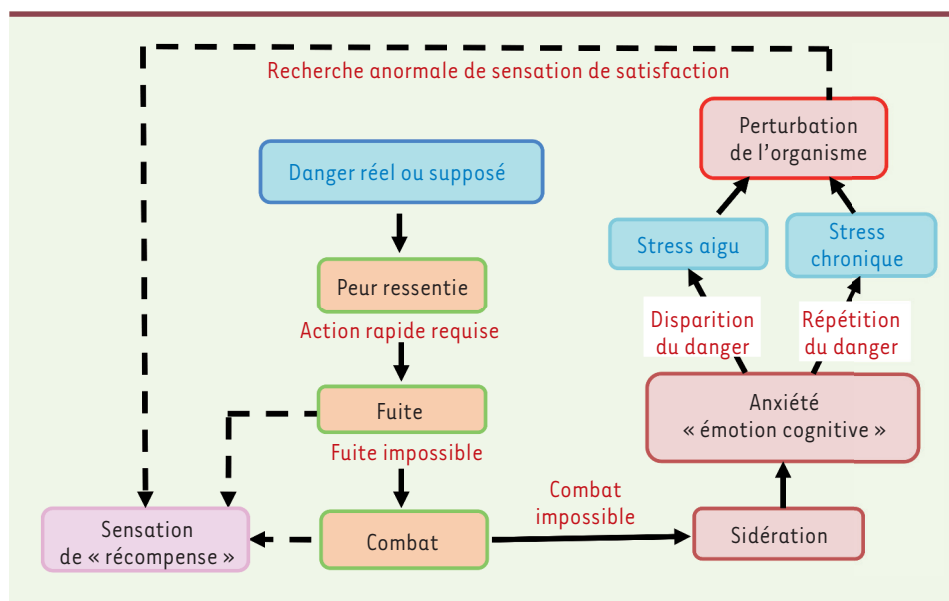 Recherche anormale de sensation de satisfaction
Perturbation
de l’organisme
Danger réel ou supposé
Stress aigu
Stress
chronique
Peur ressentie
Action rapide requise
Disparition
du danger
Répétition
du danger
Fuite
Fuite impossible
Anxiété
« émotion cognitive »
Combat
impossible
Sensation
de « récompense »
Combat
Sidération